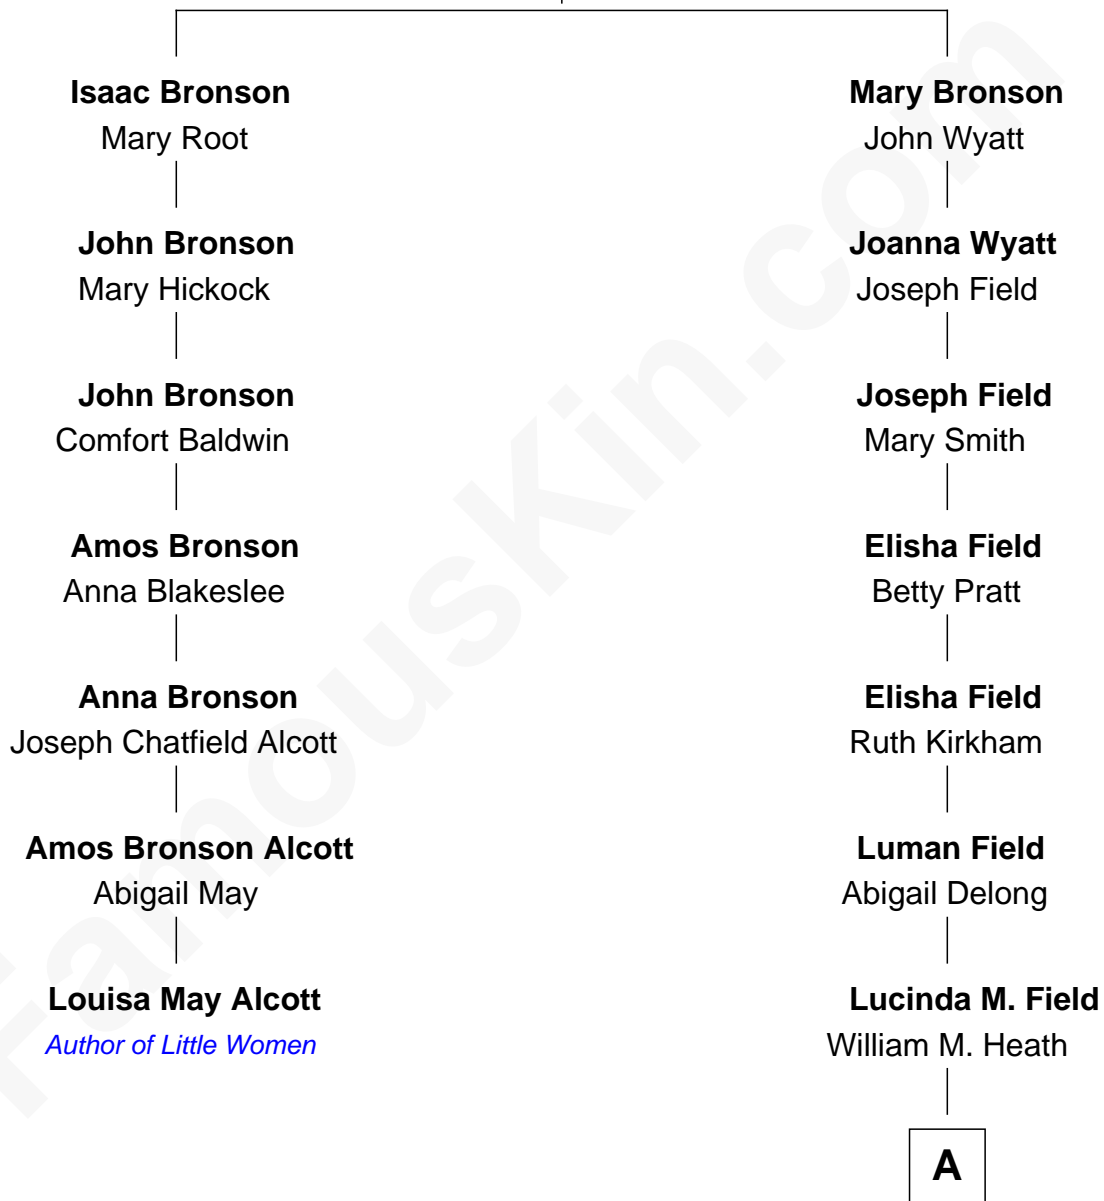 Isaac Bronson
Mary Root
John Bronson
Mary Hickock
John Bronson
Comfort Baldwin
Amos Bronson
Anna Blakeslee
Anna Bronson
Joseph Chatfield Alcott
Amos Bronson Alcott
Abigail May
Louisa May Alcott
Author of Little Women
Mary Bronson
John Wyatt
Joanna Wyatt
Joseph Field
Joseph Field
Mary Smith
Elisha Field
Betty Pratt
Elisha Field
Ruth Kirkham
Luman Field
Abigail Delong
Lucinda M. Field
William M. Heath
A
FamousKin.com